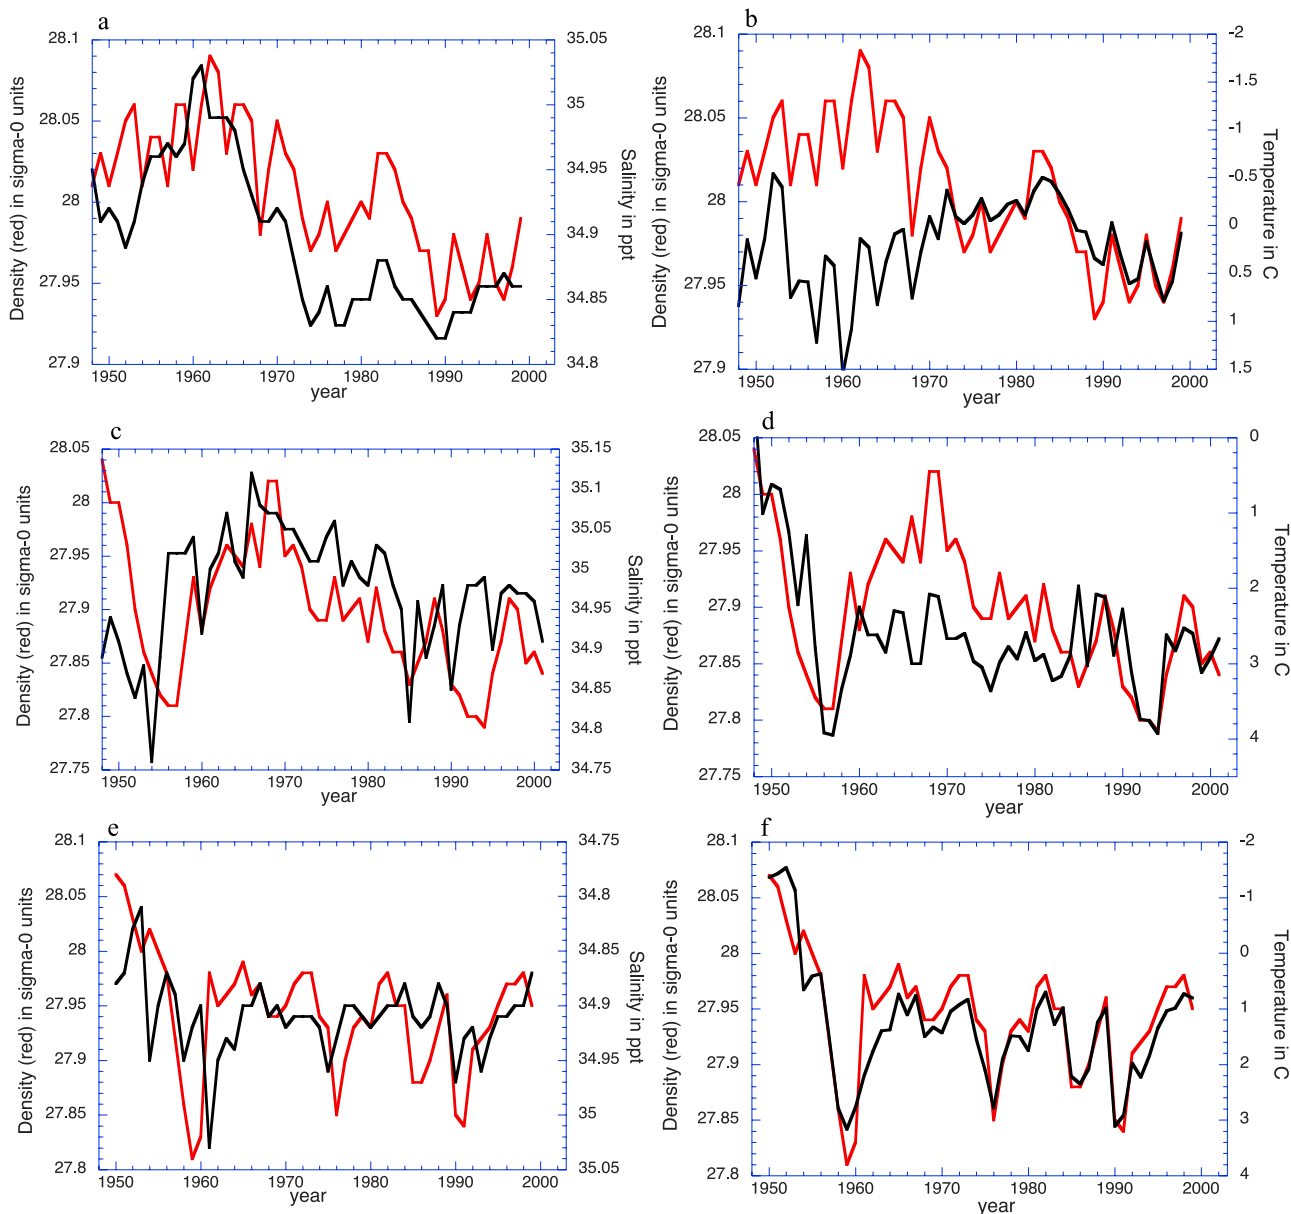 a
28.1
28.05
28
27.95
27.9
Density (red) in sigma-0 units
35.05
35
34.95
34.9
34.85
34.8
Salinity in ppt
1950 1960 1970 1980 1990 2000
year
b
28.1
28.05
28
27.95
27.9
Density (red) in sigma-0 units
-2
-1.5
-1
-0.5
0
0.5
1
1.5
Temperature in C
1950 1960 1970 1980 1990 2000
year
c
28.05
28
27.95
27.9
27.85
27.8
27.75
Density (red) in sigma-0 units
35.15
35.1
35.05
35
34.95
34.9
34.85
34.8
34.75
Salinity in ppt
1950 1960 1970 1980 1990 2000
year
d
28.05
28
27.95
27.9
27.85
27.8
27.75
Density (red) in sigma-0 units
0
1
2
3
4
Temperature in C
1950 1960 1970 1980 1990 2000
year
e
28.1
28.05
28
27.95
27.9
27.85
27.8
Density (red) in sigma-0 units
34.75
34.8
34.85
34.9
34.95
35
35.05
Salinity in ppt
1950 1960 1970 1980 1990 2000
year
f
28.1
28.05
28
27.95
27.9
27.85
27.8
Density (red) in sigma-0 units
-2
-1
0
1
2
3
4
Temperature in C
1950 1960 1970 1980 1990 2000
year